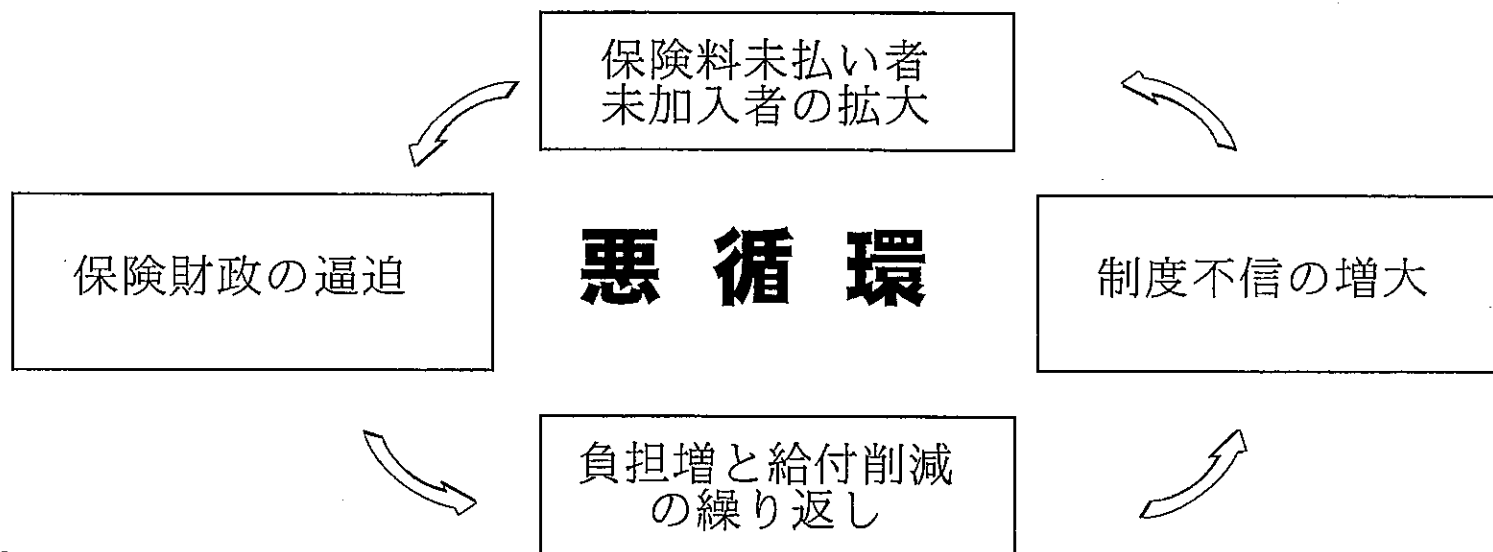 保険料未払い者
未加入者の拡大
保険財政の逼迫
悪循環
制度不信の増大
負担増と給付削減
の繰り返し